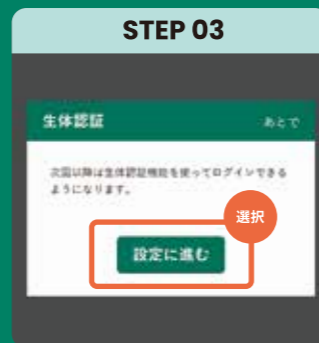 STEP 03
生体認証
あとで
次回以降は生体認証機能を使ってログインできる
ようになります。
選択
設定に進む